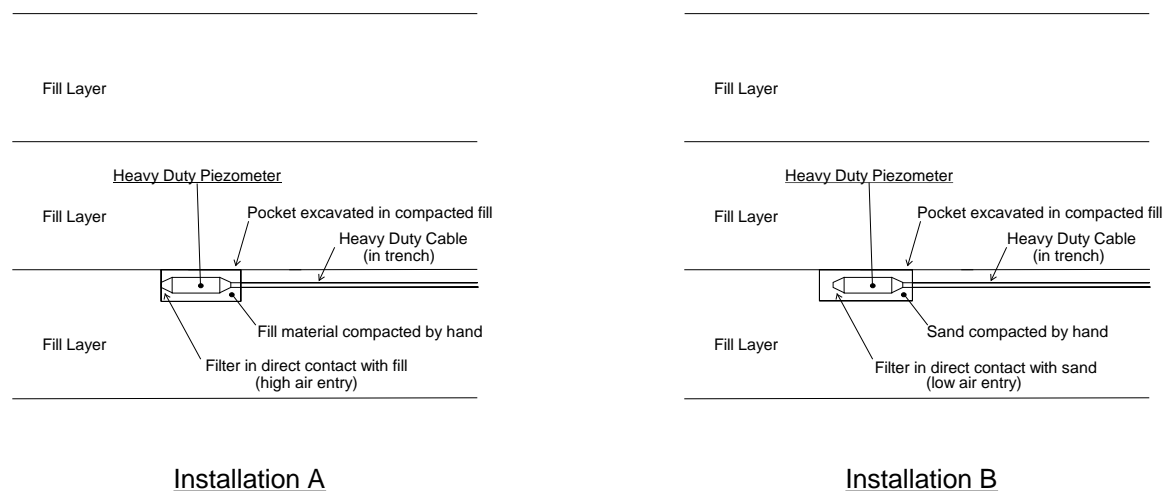 Fill Layer
Heavy Duty Piezometer
Fill Layer
Pocket excavated in compacted fill
Heavy Duty Cable
(in trench)
Fill material compacted by hand
Fill Layer
Filter in direct contact with fill
(high air entry)
Installation A
Fill Layer
Heavy Duty Piezometer
Fill Layer
Pocket excavated in compacted fill
Heavy Duty Cable
(in trench)
Sand compacted by hand
Fill Layer
Filter in direct contact with sand
(low air entry)
Installation B